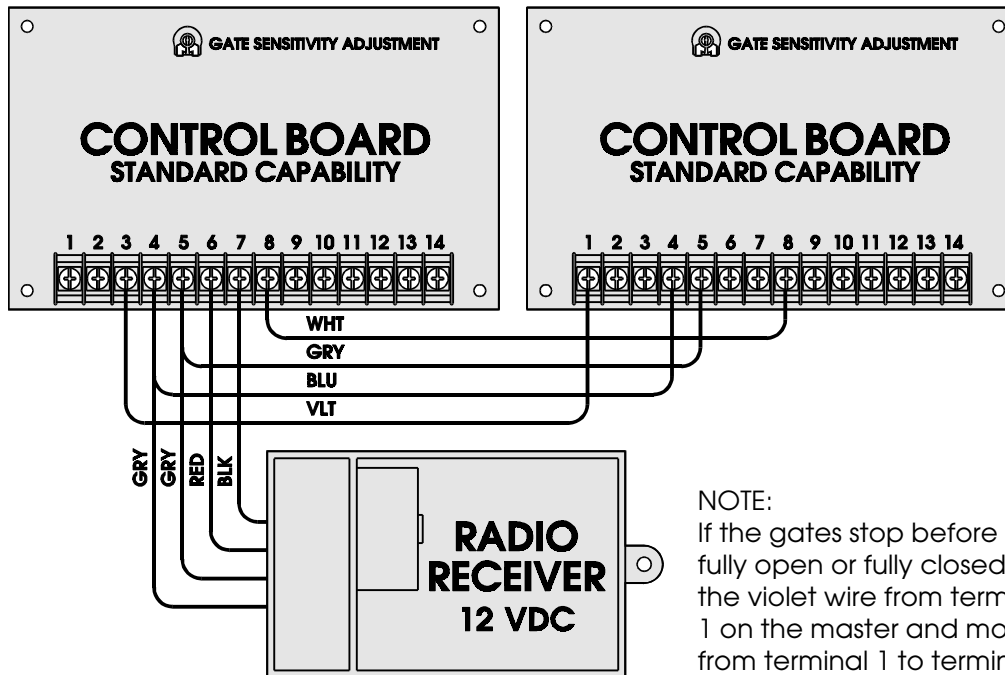 GATE SENSITIVITY ADJUSTMENT
CONTROL BOARD
STANDARD CAPABILITY
1 2 3 4 5 6 7 8 9 10 11 12 13 14
GATE SENSITIVITY ADJUSTMENT
CONTROL BOARD
STANDARD CAPABILITY
1 2 3 4 5 6 7 8 9 10 11 12 13 14
WHT
GRY
BLU
VLT
GRY
GRY
RED
BLK
RADIO
RECEIVER
12 VDC
NOTE:
If the gates stop before
fully open or fully closed
the violet wire from
1 on the master and
from terminal 1 to